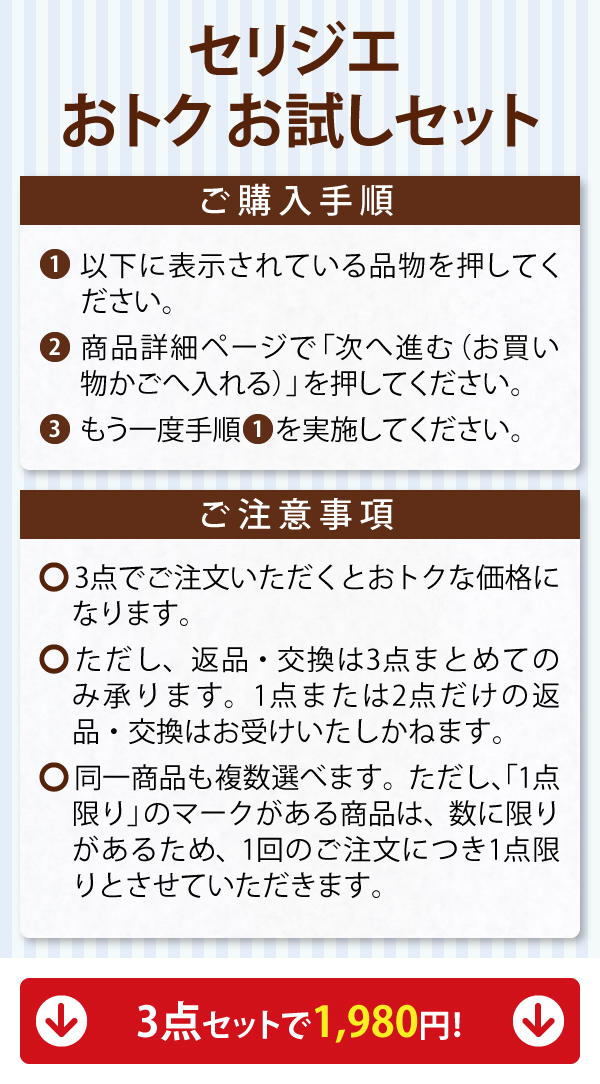 セリジエ
おトク お試しセット
ご購入手順
❶ 以下に表示されている品物を押してく
ださい。
❷ 商品詳細ページで「次へ進む（お買い
物かごへ入れる）」を押してください。
❸ もう一度手順❶を実施してください。
ご注意事項
○ 3点でご注文いただくとおトクな価格に
なります。
○ ただし、返品・交換は3点まとめての
み承ります。1点または2点だけの返
品・交換はお受けいたしかねます。
○ 同一商品も複数選べます。ただし、「1点
限り」のマークがある商品は、数に限り
があるため、1回のご注文につき1点限
りとさせていただきます。
3点セットで1,980円!